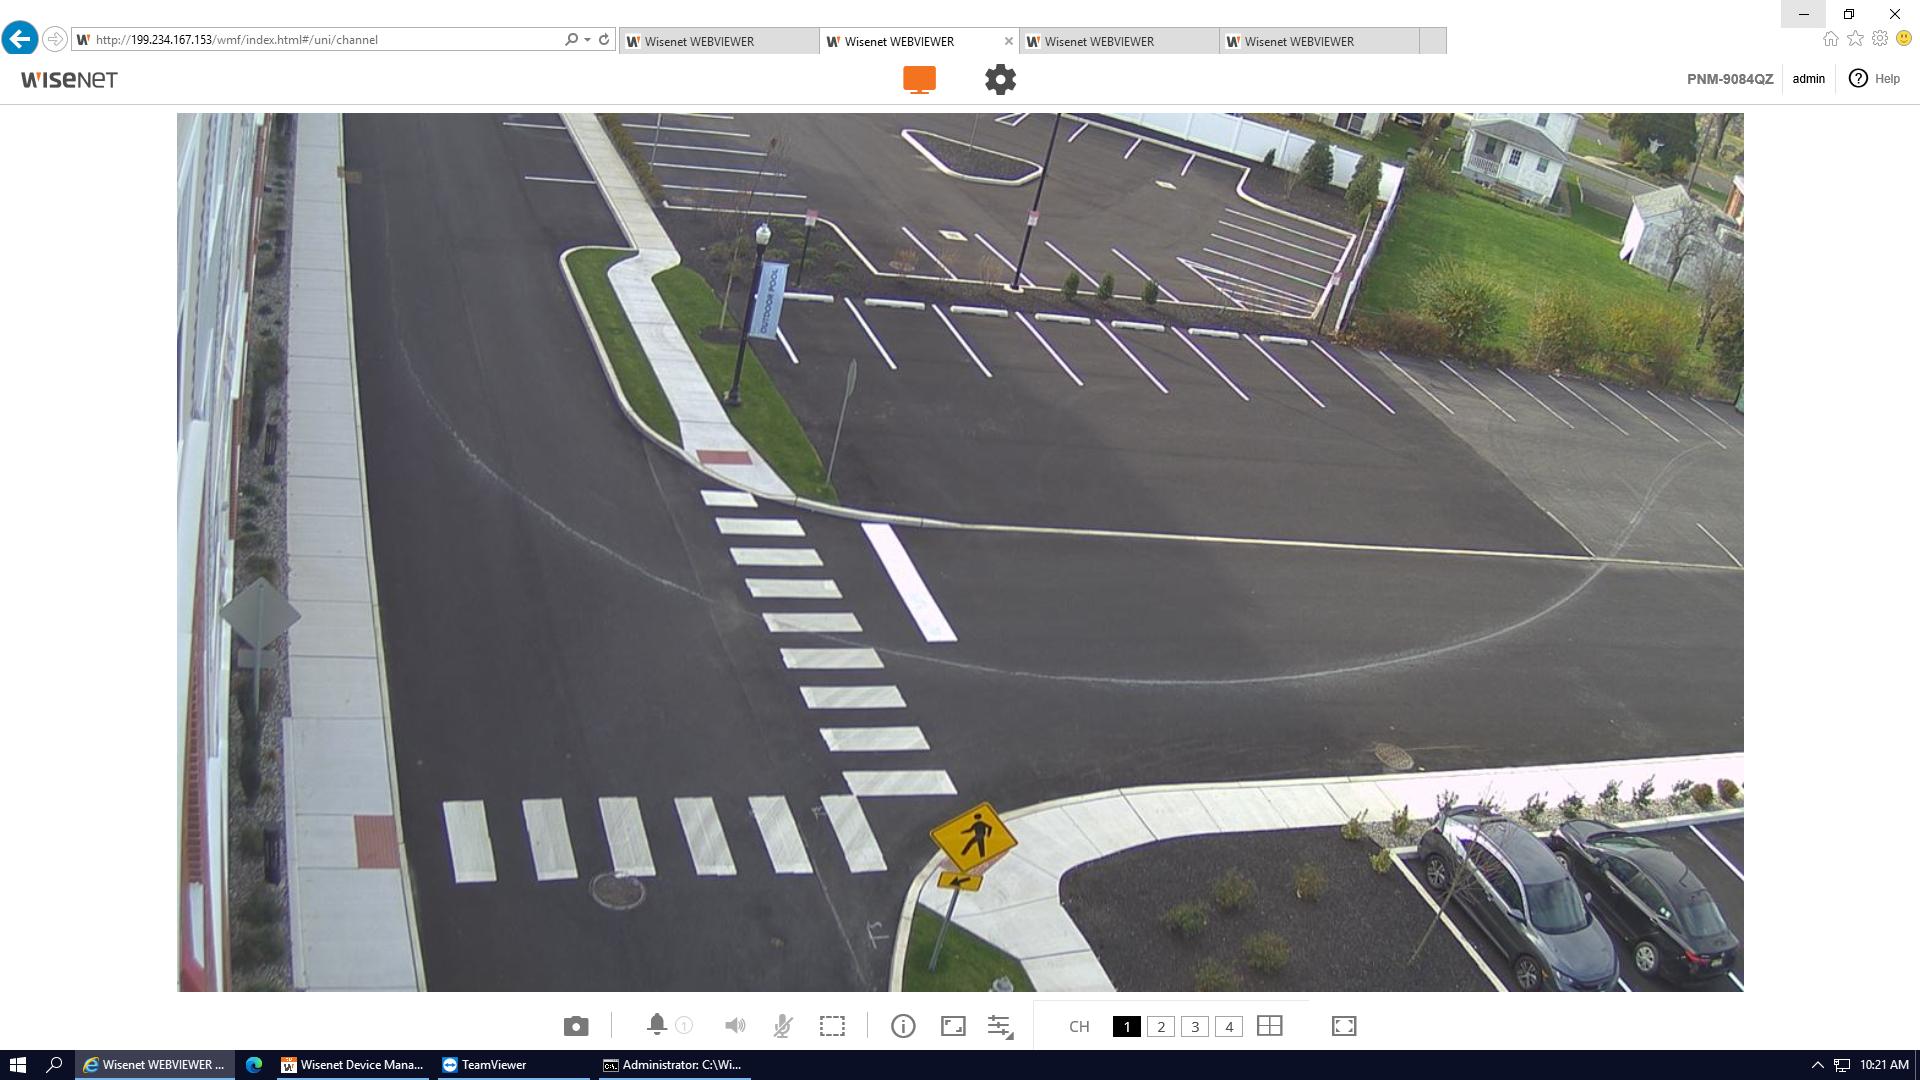 http://199.234.167.153/wmf/index.html#/uni/channel
Wisenet WEBVIEWER
Wisenet WEBVIEWER
Wisenet WEBVIEWER
Wisenet WEBVIEWER
WISENET
PNM-9084QZ
admin
? Help
OUTDOOR POOL
1
CH
1
2
3
4
Wisenet WEBVIEWER ...
Wisenet Device Mana...
TeamViewer
Administrator: C:\Wi...
10:21 AM